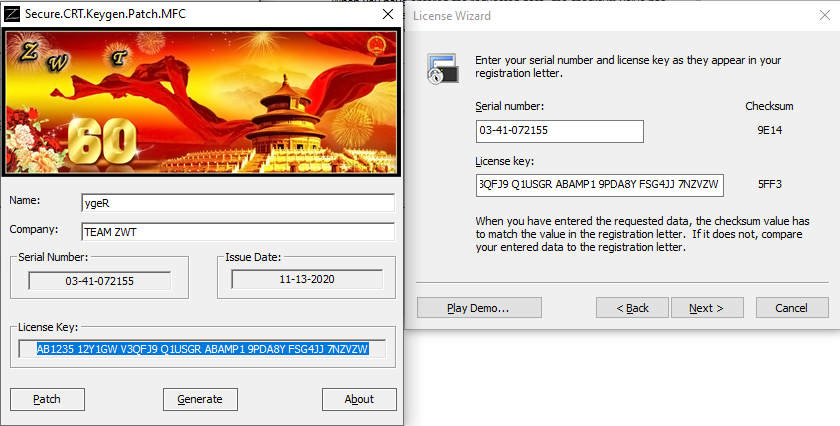 Secure.CRT.Keygen.Patch.MFC
Z W T
60
Name:
ygeR
Company:
TEAM ZWT
Serial Number:
03-41-072155
Issue Date:
11-13-2020
License Key:
AB1235 12Y1GW V3QFJ9 Q1USGR ABAMP1 9PDA8Y FSG4JJ 7NZVZW
Patch
Generate
About
License Wizard
Enter your serial number and license key as they appear in your
registration letter.
Serial number:
Checksum
03-41-072155
9E14
License key:
3QFJ9 Q1USGR ABAMP1 9PDA8Y FSG4JJ 7NZVZW
5FF3
When you have entered the requested data, the checksum value has
to match the value in the registration letter. If it does not, compare
your entered data to the registration letter.
Play Demo...
< Back
Next >
Cancel